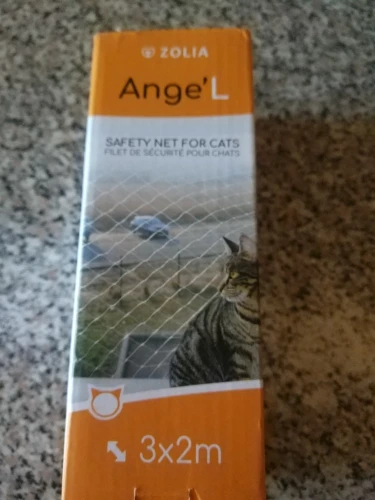 ZOLIA
Ange'L
SAFETY NET FOR CATS
FILET DE SÉCURITÉ POUR CHATS
3x2m